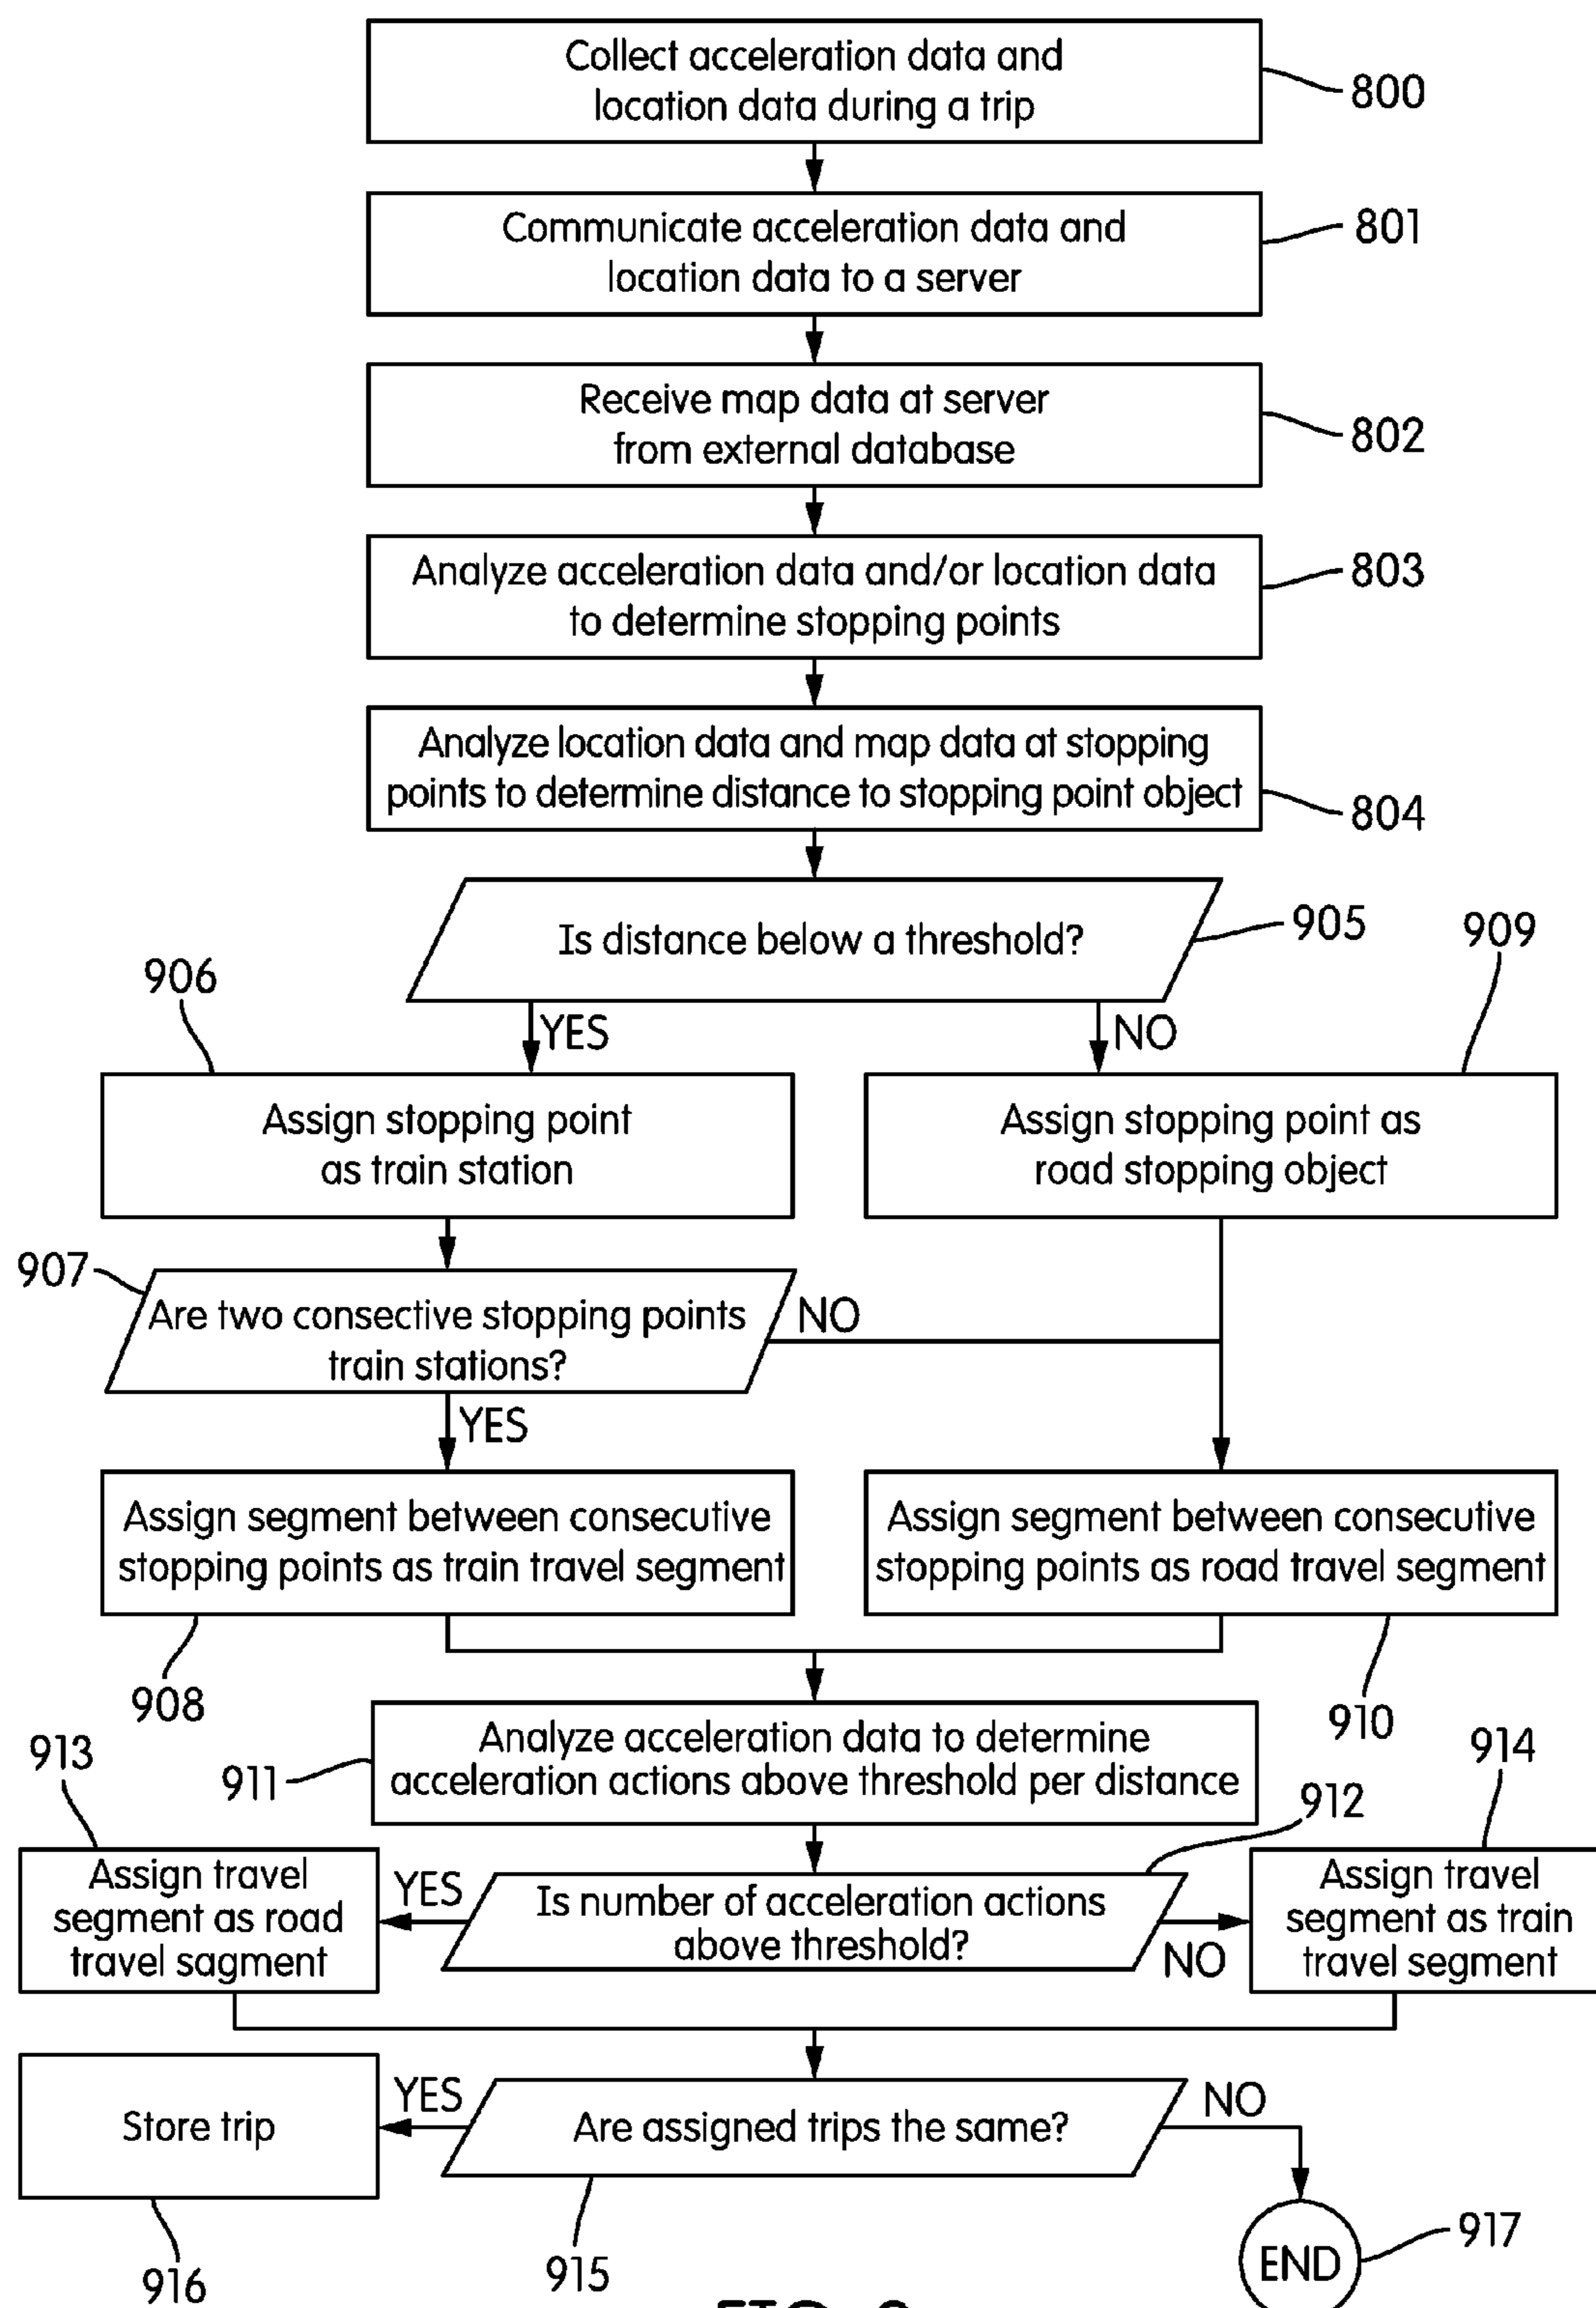 Collect acceleration data and
location data during a trip
800
Communicate acceleration data and
location data to a server
801
Receive map data at server
from external database
802
Analyze acceleration data and/or location data
to determine stopping points
803
Analyze location data and map data at stopping
points to determine distance to stopping point object
804
Is distance below a threshold?
905
909
906
YES
NO
Assign stopping point
as train station
Assign stopping point as
road stopping object
907
Are two consective stopping points
train stations?
NO
YES
Assign segment between consecutive
stopping points as train travel segment
Assign segment between consecutive
stopping points as road travel segment
908
910
Analyze acceleration data to determine
acceleration actions above threshold per distance
911
913
914
912
Assign travel
segment as road
travel sagment
YES
Is number of acceleration actions
above threshold?
NO
Assign travel
segment as train
travel segment
Store trip
YES
Are assigned trips the same?
NO
916
915
END
917